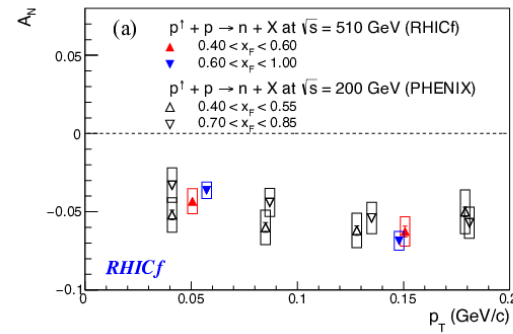 A_N
(a)
p↑ + p → n + X at √s = 510 GeV (RHICf)
0.40 < x_F < 0.60
0.60 < x_F < 1.00
p↑ + p → n + X at √s = 200 GeV (PHENIX)
0.40 < x_F < 0.55
0.70 < x_F < 0.85
0.05
0
−0.05
−0.1
RHICf
0 0.05 0.1 0.15 0.2
p_T (GeV/c)